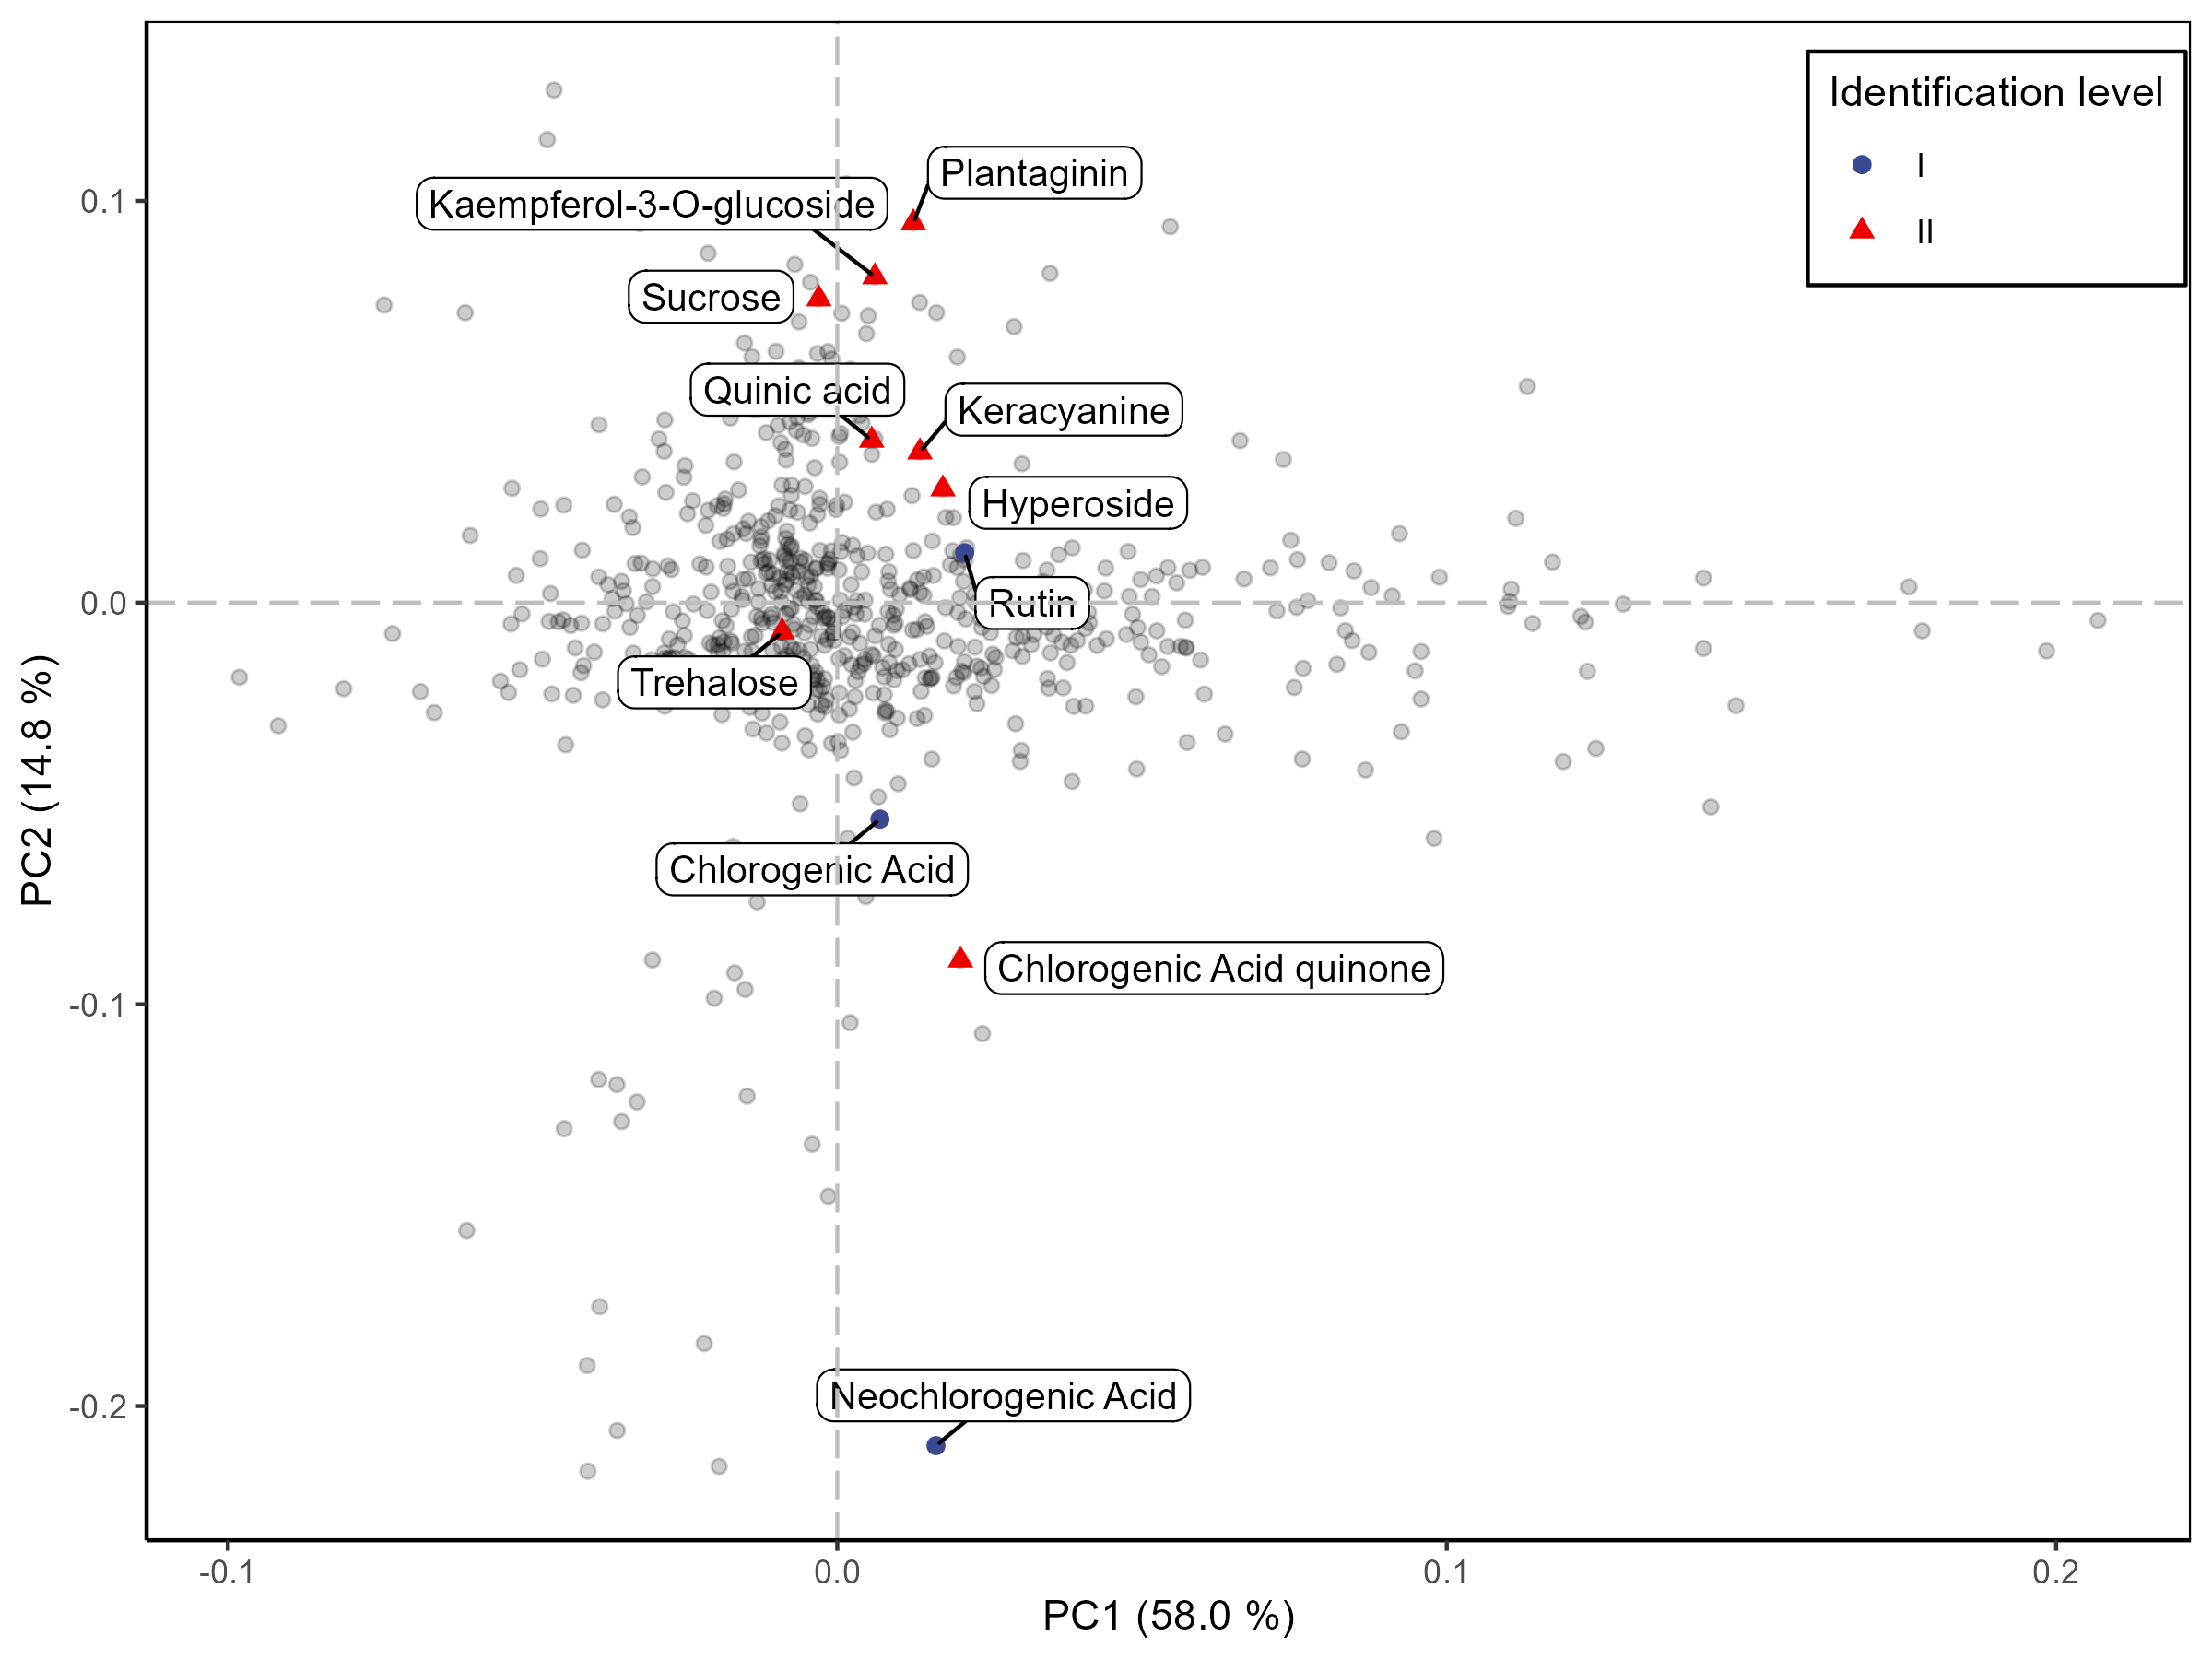 Identification level
I
II
Plantaginin
Kaempferol-3-O-glucoside
Sucrose
Quinic acid
Keracyanine
Hyperoside
Rutin
Trehalose
Chlorogenic Acid
Chlorogenic Acid quinone
Neochlorogenic Acid
0.1
0.0
-0.1
-0.2
PC2 (14.8 %)
-0.1
0.0
0.1
0.2
PC1 (58.0 %)